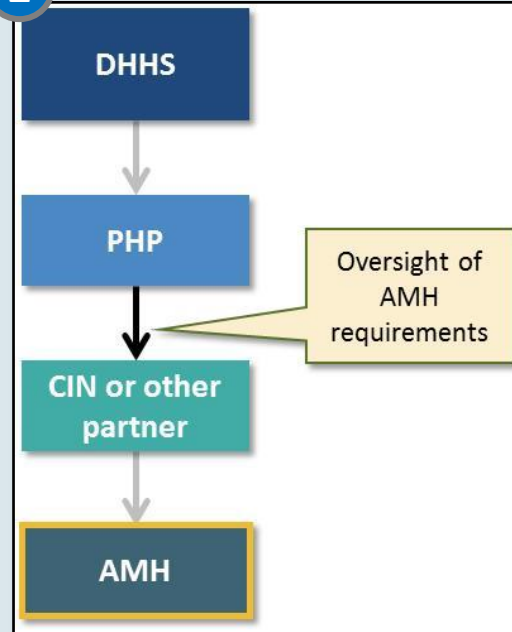 DHHS
PHP
Oversight of
AMH
requirements
CIN or other
partner
AMH